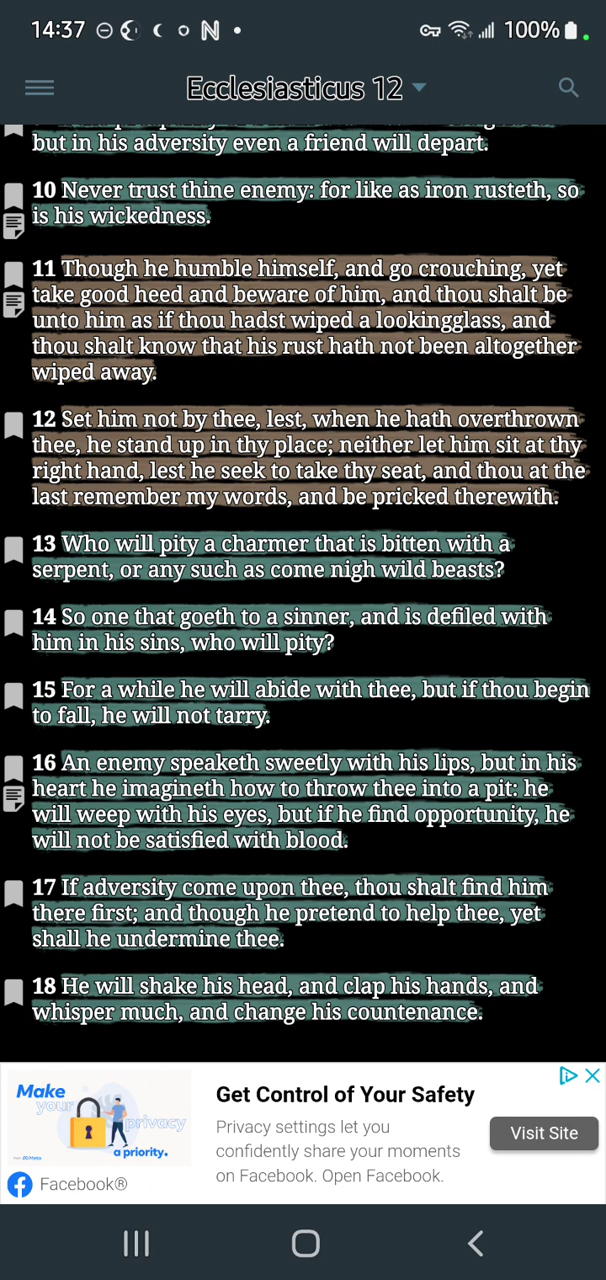 14:37
100%
Ecclesiasticus 12
but in his adversity even a friend will depart.
10 Never trust thine enemy: for like as iron rusteth, so
is his wickedness.
11 Though he humble himself, and go crouching, yet
take good heed and beware of him, and thou shalt be
unto him as if thou hadst wiped a lookingglass, and
thou shalt know that his rust hath not been altogether
wiped away.
12 Set him not by thee, lest, when he hath overthrown
thee, he stand up in thy place; neither let him sit at thy
right hand, lest he seek to take thy seat, and thou at the
last remember my words, and be pricked therewith.
13 Who will pity a charmer that is bitten with a
serpent, or any such as come nigh wild beasts?
14 So one that goeth to a sinner, and is defiled with
him in his sins, who will pity?
15 For a while he will abide with thee, but if thou begin
to fall, he will not tarry.
16 An enemy speaketh sweetly with his lips, but in his
heart he imagineth how to throw thee into a pit: he
will weep with his eyes, but if he find opportunity, he
will not be satisfied with blood.
17 If adversity come upon thee, thou shalt find him
there first; and though he pretend to help thee, yet
shall he undermine thee.
18 He will shake his head, and clap his hands, and
whisper much, and change his countenance.
Make
your
privacy
a priority.
Facebook®
Get Control of Your Safety
Privacy settings let you
confidently share your moments
on Facebook. Open Facebook.
Visit Site